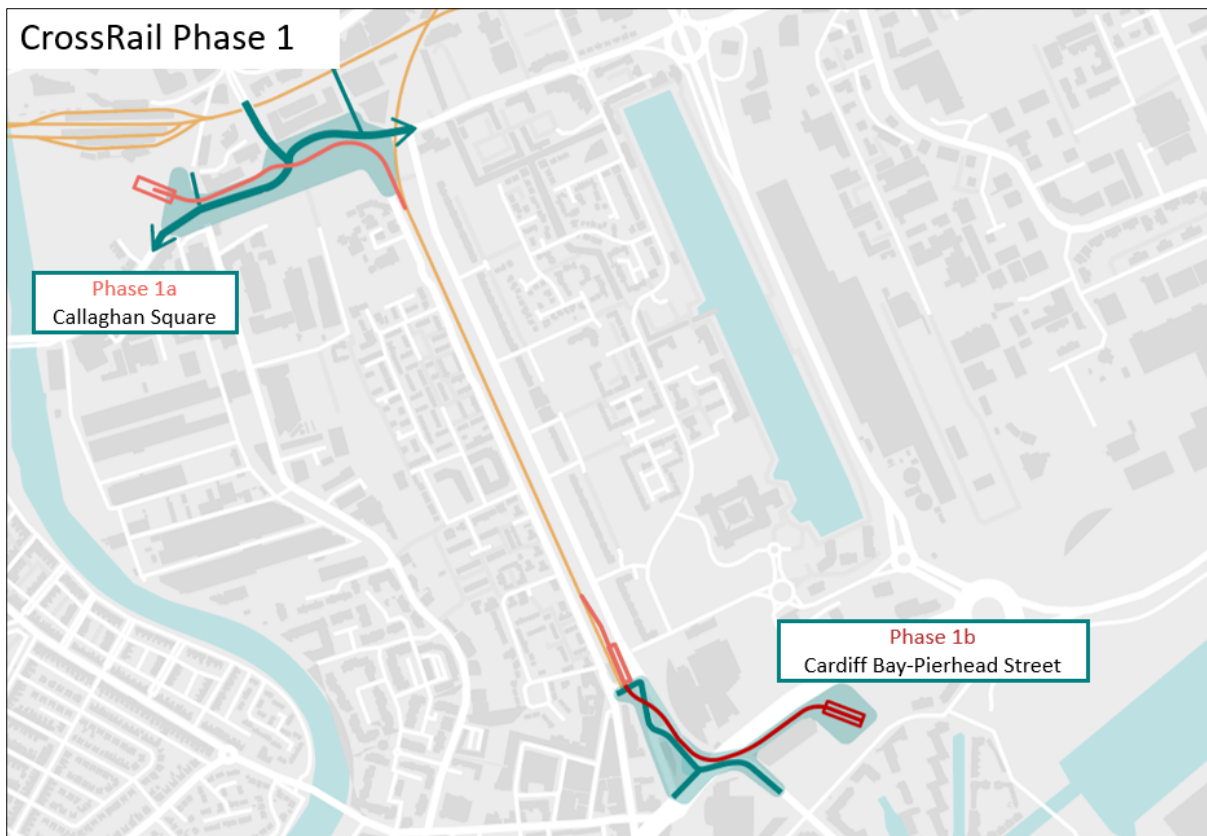 CrossRail Phase 1
Phase 1a
Callaghan Square
Phase 1b
Cardiff Bay-Pierhead Street